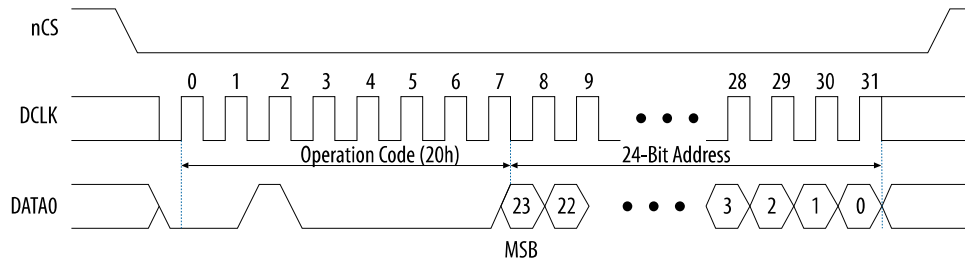 nCS
0 1 2 3 4 5 6 7 8 9 28 29 30 31
DCLK
Operation Code (20h) 24-Bit Address
DATA0 23 22 3 2 1 0
MSB